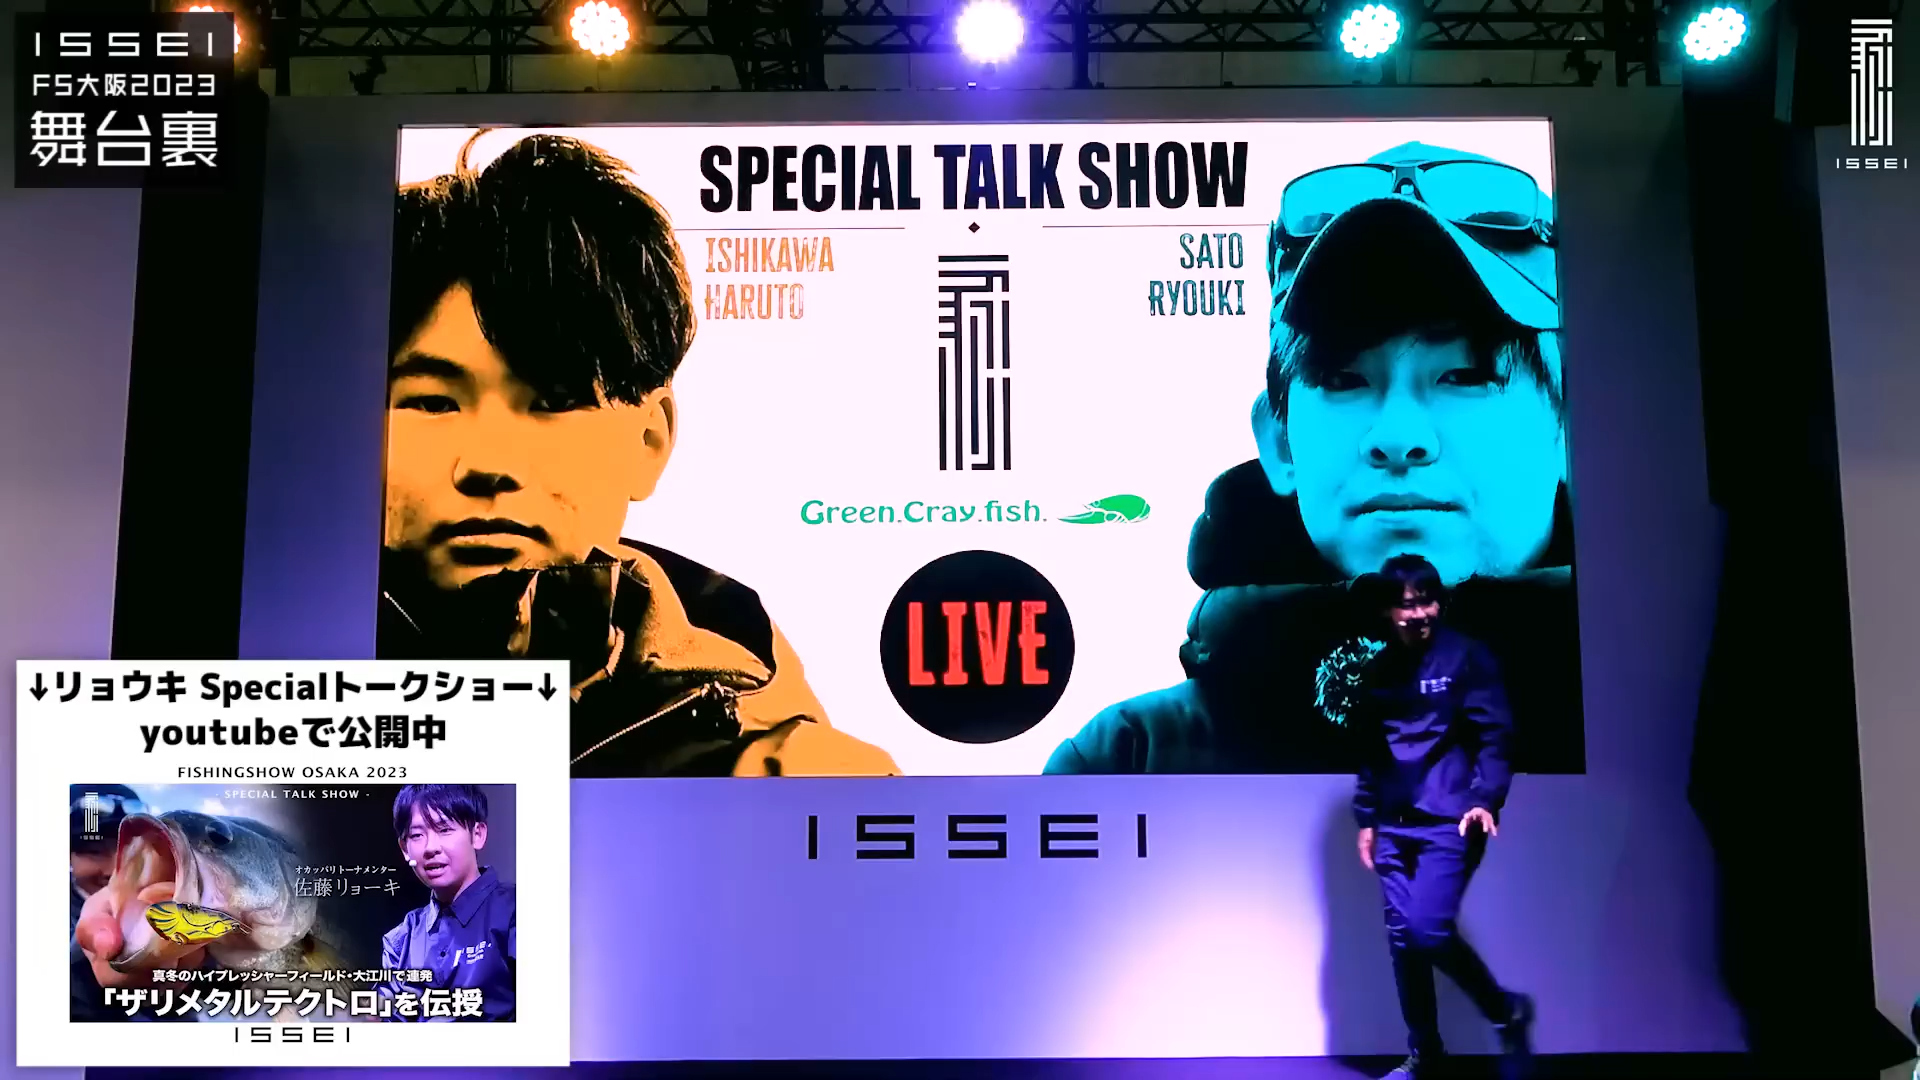 ISSEI
FS大阪2023
舞台裏
ISSEI
SPECIAL TALK SHOW
ISHIKAWA
HARUTO
SATO
RYOUKI
Green.Cray.fish.
LIVE
ISSEI
↓リョウキ Specialトークショー↓
youtubeで公開中
FISHINGSHOW OSAKA 2023
- SPECIAL TALK SHOW -
オカッパリトーナメンター
佐藤リョーキ
真冬のハイプレッシャーフィールド・大江川で連発
「ザリメタルテクトロ」を伝授
ISSEI